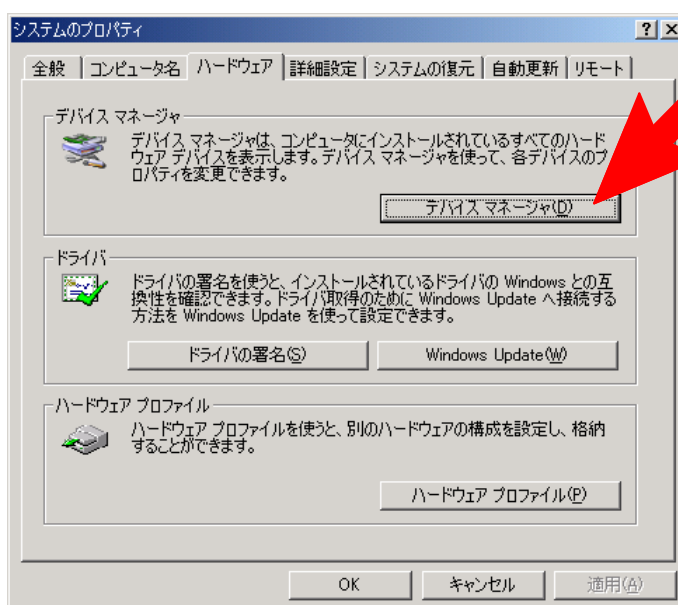 システムのプロパティ
全般 コンピュータ名 ハードウェア 詳細設定 システムの復元 自動更新 リモート
デバイス マネージャ
デバイス マネージャは、コンピュータにインストールされているすべてのハード
ウェア デバイスを表示します。デバイス マネージャを使って、各デバイスのプ
ロパティを変更できます。
デバイス マネージャ(D)
ドライバ
ドライバの署名を使うと、インストールされているドライバの Windows との互
換性を確認できます。ドライバ取得のために Windows Update へ接続する
方法を Windows Update を使って設定できます。
ドライバの署名(S) Windows Update(W)
ハードウェア プロファイル
ハードウェア プロファイルを使うと、別のハードウェアの構成を設定し、格納
することができます。
ハードウェア プロファイル(P)
OK キャンセル 適用(A)